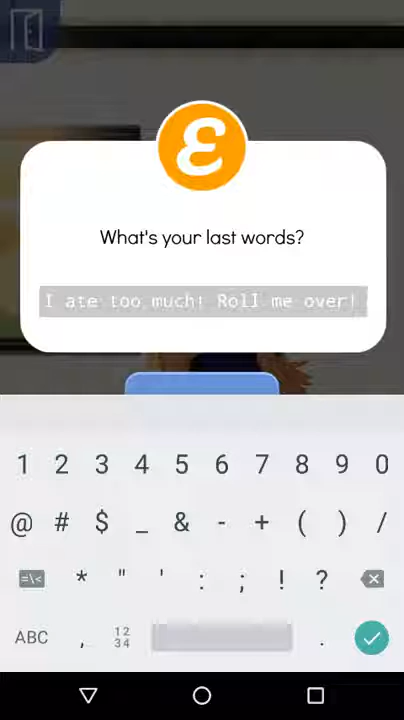 ε
What's your last words?
I ate too much! Roll me over!
1 2 3 4 5 6 7 8 9 0
@ # $ _ & - + ( ) /
=\< * " ' : ; ! ?
ABC , 12 34 .